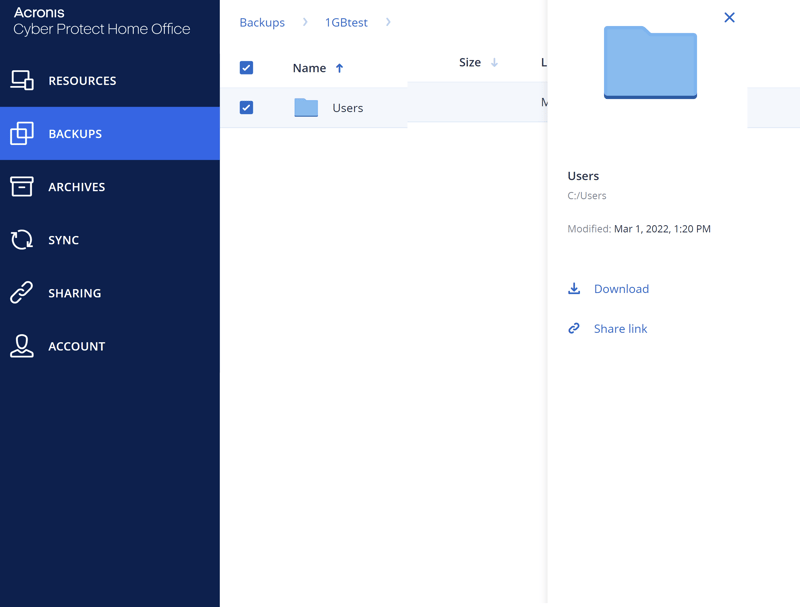 Acronis
Cyber Protect Home Office
RESOURCES
BACKUPS
ARCHIVES
SYNC
SHARING
ACCOUNT
Backups
1GBtest
Name
Size
L
Users
M
Users
C:/Users
Modified: Mar 1, 2022, 1:20 PM
Download
Share link